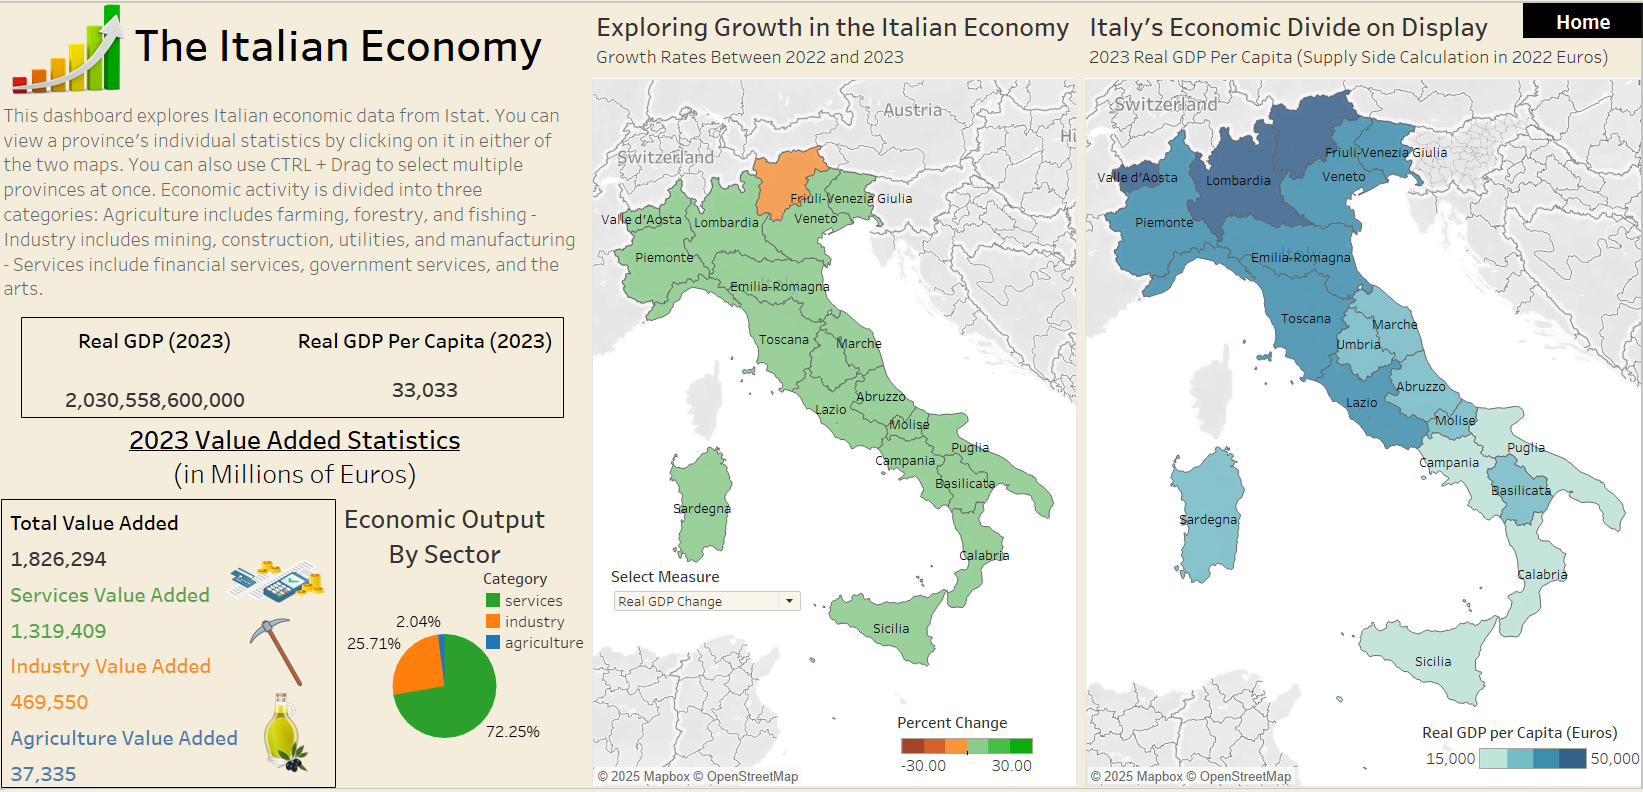 The Italian Economy
This dashboard explores Italian economic data from Istat. You can
view a province's individual statistics by clicking on it in either of
the two maps. You can also use CTRL + Drag to select multiple
provinces at once. Economic activity is divided into three
categories: Agriculture includes farming, forestry, and fishing -
Industry includes mining, construction, utilities, and manufacturing
- Services include financial services, government services, and the
arts.
Real GDP (2023)
2,030,558,600,000
Real GDP Per Capita (2023)
33,033
2023 Value Added Statistics
(in Millions of Euros)
Total Value Added
1,826,294
Services Value Added
1,319,409
Industry Value Added
469,550
Agriculture Value Added
37,335
Economic Output
By Sector
Category
services
industry
agriculture
2.04%
25.71%
72.25%
Exploring Growth in the Italian Economy
Growth Rates Between 2022 and 2023
Austria
Switzerland
Friuli-Venezia Giulia
Valle d'Aosta
Lombardia
Veneto
Piemonte
Italy
Emilia-Romagna
Toscana
Marche
Abruzzo
Lazio
Molise
Puglia
Campania
Basilicata
Sardegna
Calabria
Sicilia
Select Measure
Real GDP Change
Percent Change
-30.00
30.00
© 2025 Mapbox © OpenStreetMap
Italy's Economic Divide on Display
Home
2023 Real GDP Per Capita (Supply Side Calculation in 2022 Euros)
Switzerland
Friuli-Venezia Giulia
Valle d'Aosta
Lombardia
Veneto
Piemonte
Italy
Emilia-Romagna
Toscana
Marche
Umbria
Abruzzo
Lazio
Molise
Puglia
Campania
Basilicata
Sardegna
Calabria
Sicilia
Real GDP per Capita (Euros)
15,000
50,000
© 2025 Mapbox © OpenStreetMap